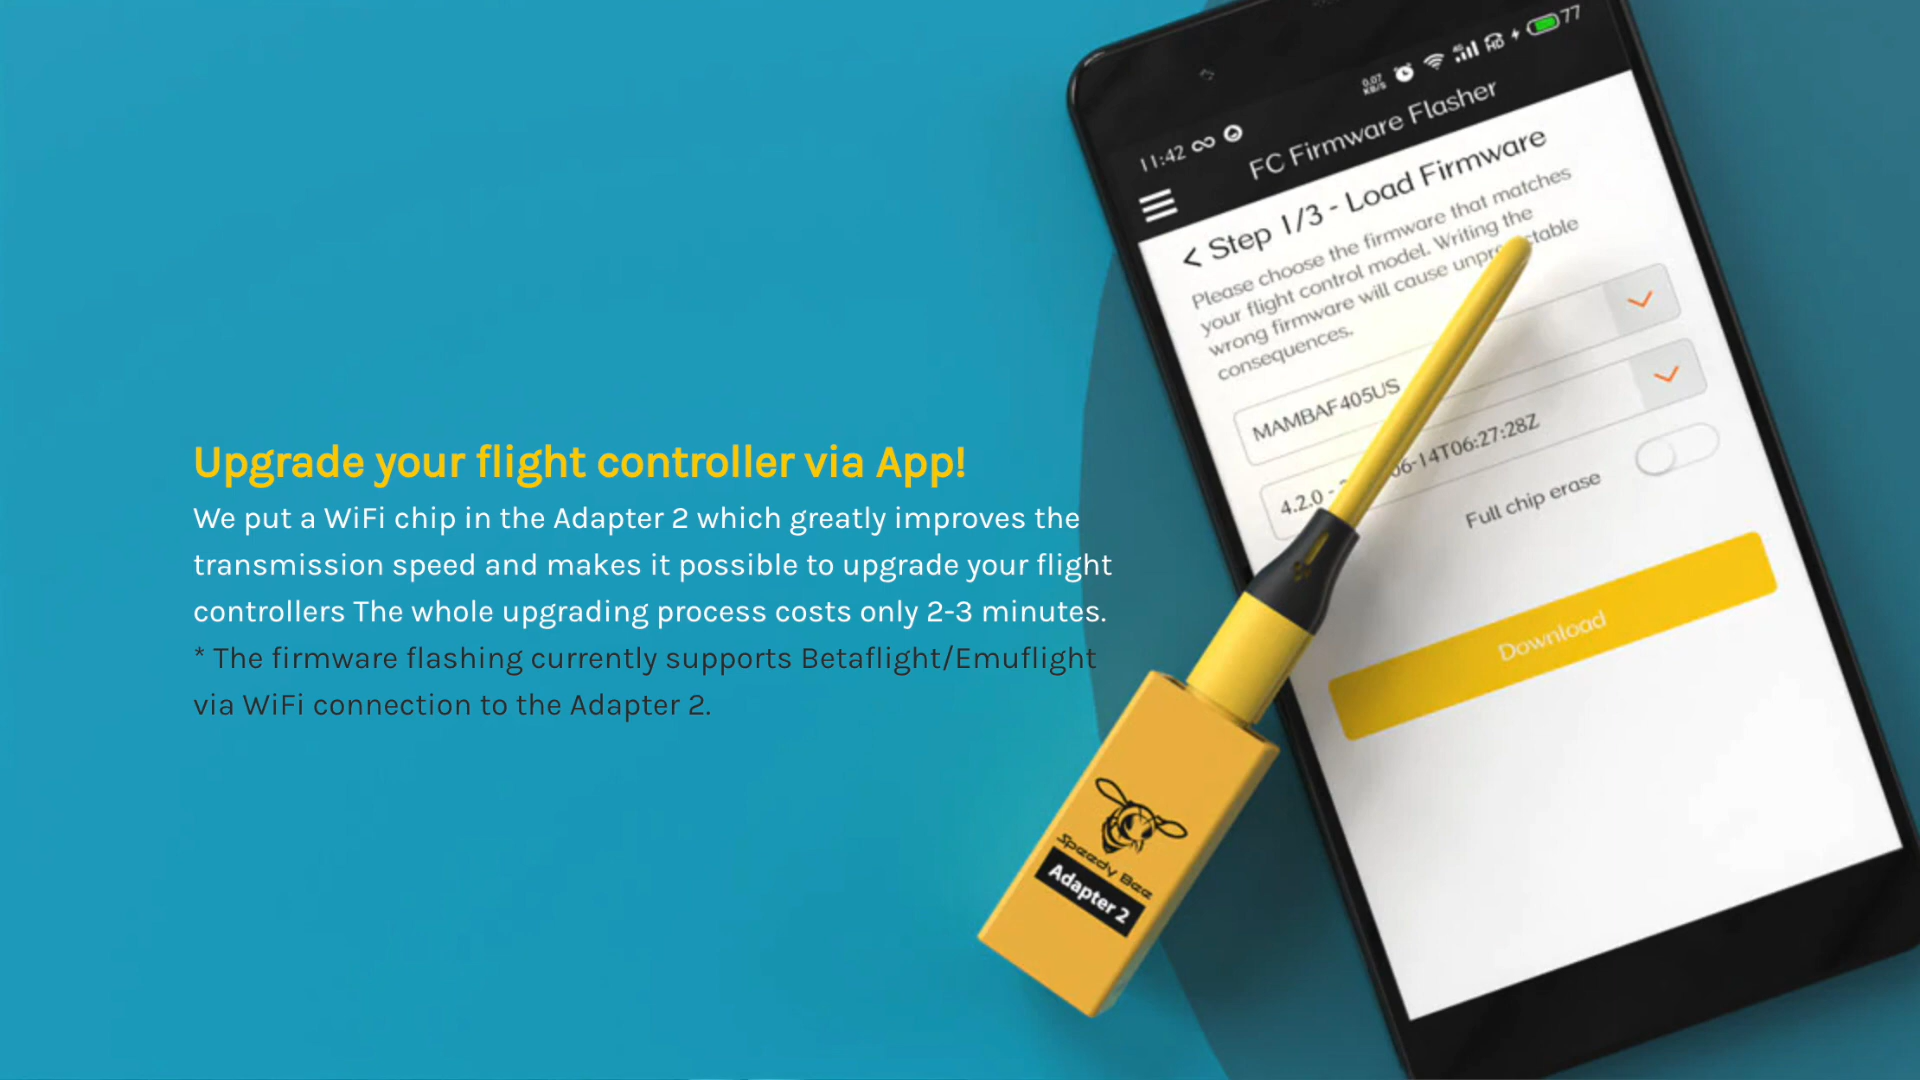 Upgrade your flight controller via App!
We put a WiFi chip in the Adapter 2 which greatly improves the
transmission speed and makes it possible to upgrade your flight
controllers The whole upgrading process costs only 2-3 minutes.
* The firmware flashing currently supports Betaflight/Emuflight
via WiFi connection to the Adapter 2.
11:42
0.07
KB/S
4G
HD
77
FC Firmware Flasher
< Step 1/3 - Load Firmware
Please choose the firmware that matches
your flight control model. Writing the
wrong firmware will cause
consequences.
MAMBAF405US
4.2.0 - 06-14T06:27:28Z
Full chip erase
Download
Speedy Bee
Adapter 2